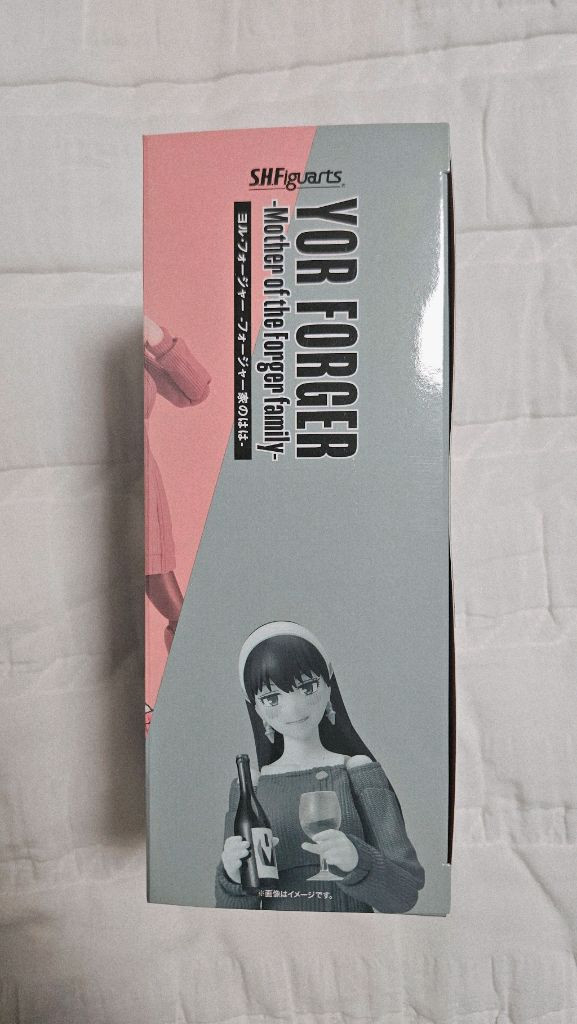 S.H.Figuarts
YOR FORGER
-Mother of the Forger family-
ヨル・フォージャー -フォージャー家のはは-
※画像はイメージです。